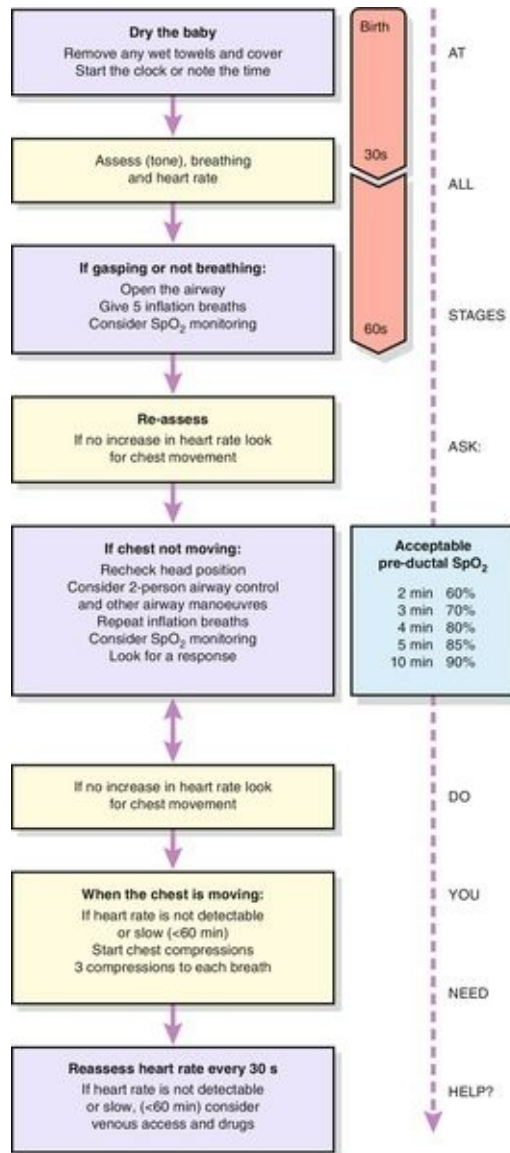 Dry the baby
Remove any wet towels and cover
Start the clock or note the time
Birth
30s
60s
AT
ALL
STAGES
ASK:
Assess (tone), breathing
and heart rate
If gasping or not breathing:
Open the airway
Give 5 inflation breaths
Consider SpO₂ monitoring
Re-assess
If no increase in heart rate look
for chest movement
If chest not moving:
Recheck head position
Consider 2-person airway control
and other airway manoeuvres
Repeat inflation breaths
Consider SpO₂ monitoring
Look for a response
Acceptable
pre-ductal SpO₂
2 min 60%
3 min 70%
4 min 80%
5 min 85%
10 min 90%
If no increase in heart rate look
for chest movement
When the chest is moving:
If heart rate is not detectable
or slow (<60 min)
Start chest compressions
3 compressions to each breath
Reassess heart rate every 30 s
If heart rate is not detectable
or slow, (<60 min) consider
venous access and drugs
DO
YOU
NEED
HELP?